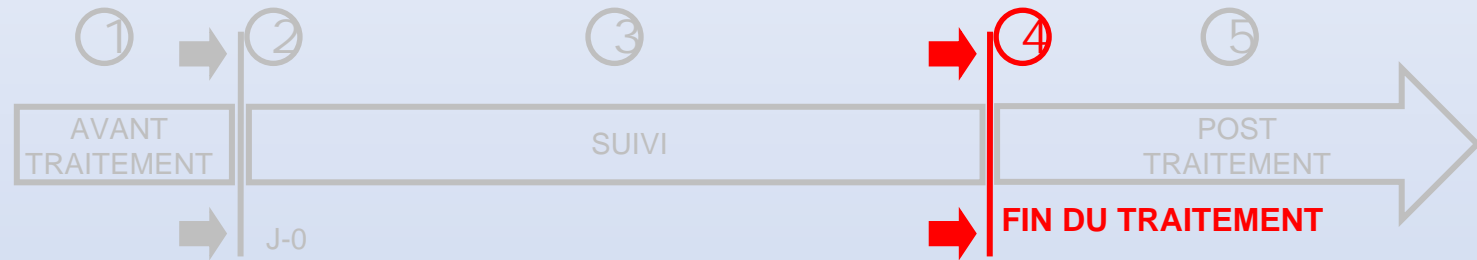 1
2
3
4
5
AVANT
TRAITEMENT
SUIVI
POST
TRAITEMENT
J-0
FIN DU TRAITEMENT